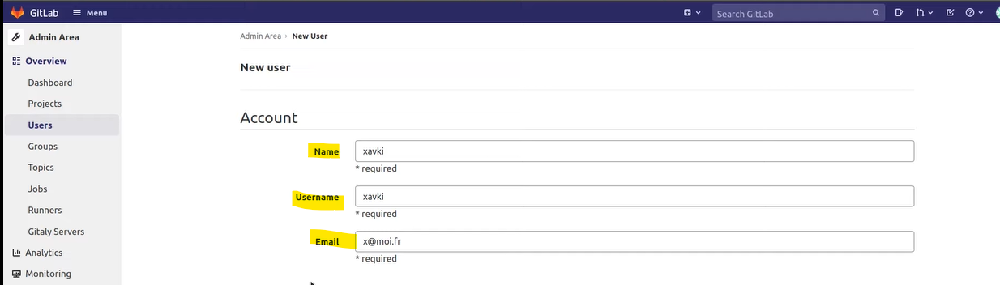 GitLab Menu Search GitLab
Admin Area
Admin Area › New User
Overview
New user
Dashboard
Projects
Users
Groups
Topics
Jobs
Runners
Gitaly Servers
Analytics
Monitoring
Account
Name xavki
* required
Username xavki
* required
Email x@moi.fr
* required